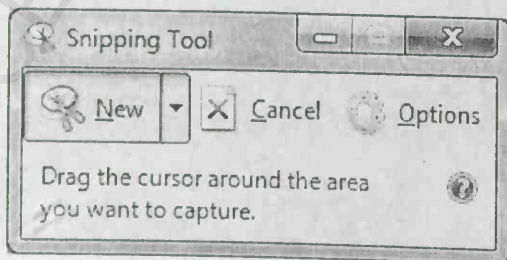 Snipping Tool
New Cancel Options
Drag the cursor around the area
you want to capture.